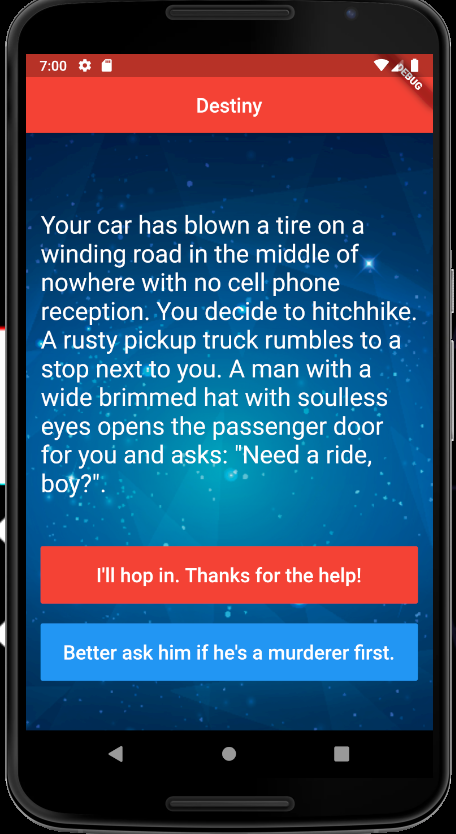 7:00
DEBUG
Destiny
Your car has blown a tire on a
winding road in the middle of
nowhere with no cell phone
reception. You decide to hitchhike.
A rusty pickup truck rumbles to a
stop next to you. A man with a
wide brimmed hat with soulless
eyes opens the passenger door
for you and asks: "Need a ride,
boy?".
I'll hop in. Thanks for the help!
Better ask him if he's a murderer first.